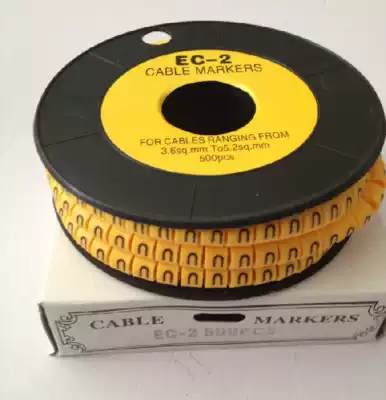 EC-2
CABLE MARKERS
FOR CABLES RANGING FROM
3.6sq.mm To5.2sq.mm
500pcs
CABLE MARKERS
EC-2 500PCS